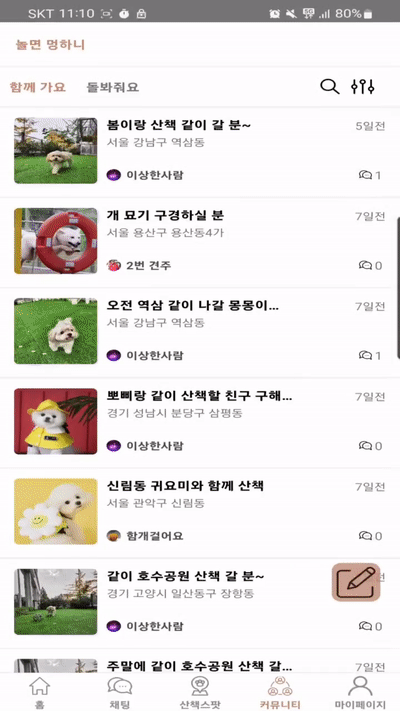 SKT 11:10 80%
놀면 멍하니
함께 가요 돌봐줘요
봄이랑 산책 같이 갈 분~ 5일전
서울 강남구 역삼동
이상한사람 1
개 묘기 구경하실 분 7일전
서울 용산구 용산동4가
2번 견주 0
오전 역삼 같이 나갈 몽몽이... 7일전
서울 강남구 역삼동
이상한사람 1
뽀삐랑 같이 산책할 친구 구해... 7일전
경기 성남시 분당구 삼평동
이상한사람 0
신림동 귀요미와 함께 산책 7일전
서울 관악구 신림동
함개걸어요 0
같이 호수공원 산책 갈 분~
경기 고양시 일산동구 장항동
이상한사람 0
주말에 같이 호수공원 산책 갈... 7일전
홈 채팅 산책스팟 커뮤니티 마이페이지